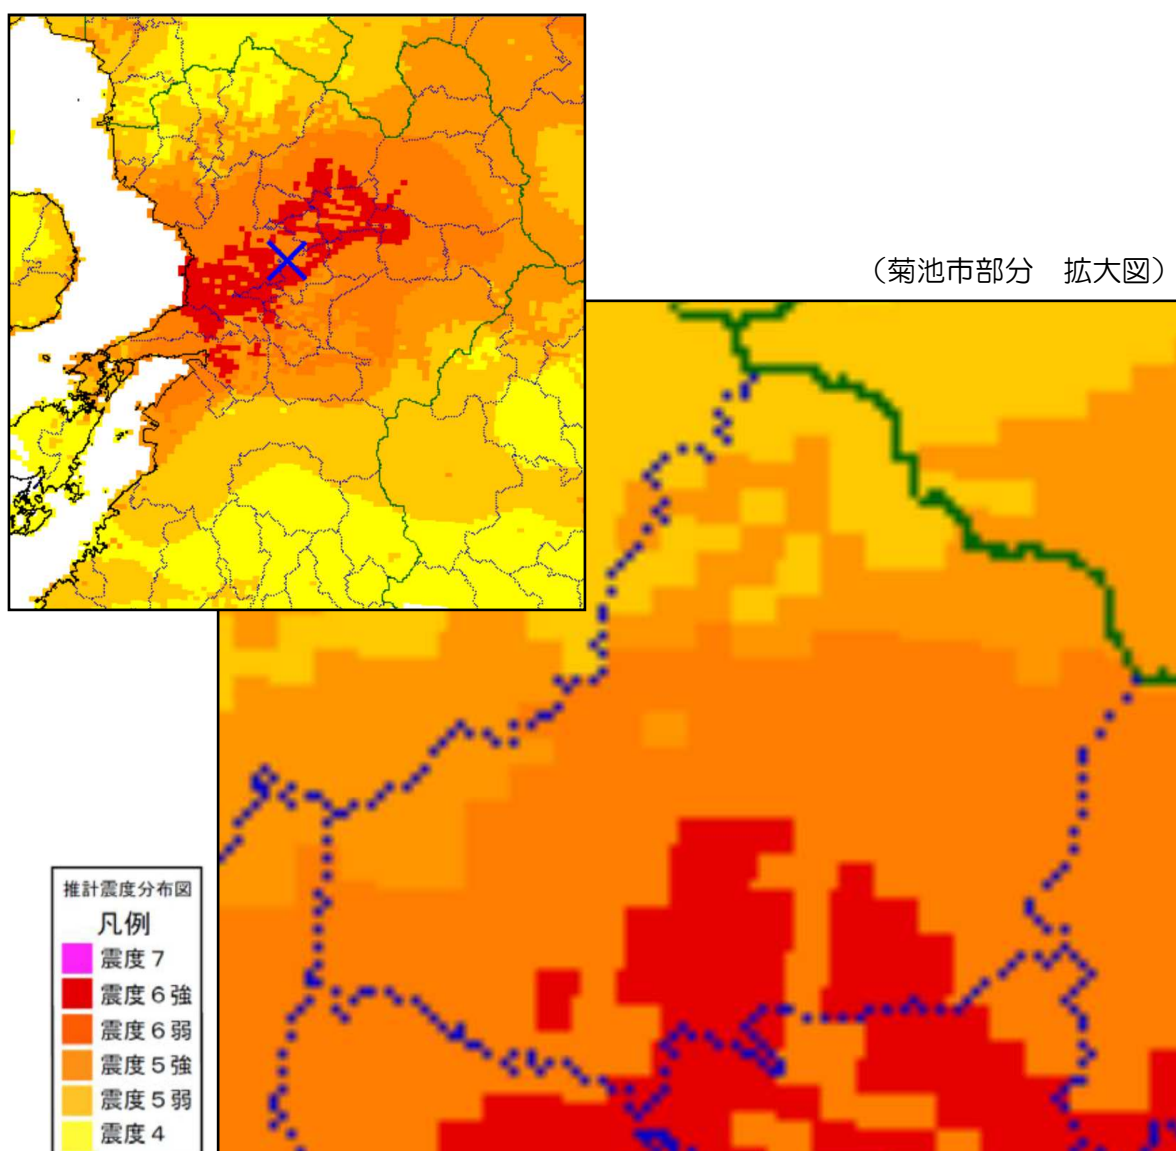 （菊池市部分　拡大図）
推計震度分布図
凡例
震度７
震度６強
震度６弱
震度５強
震度５弱
震度４